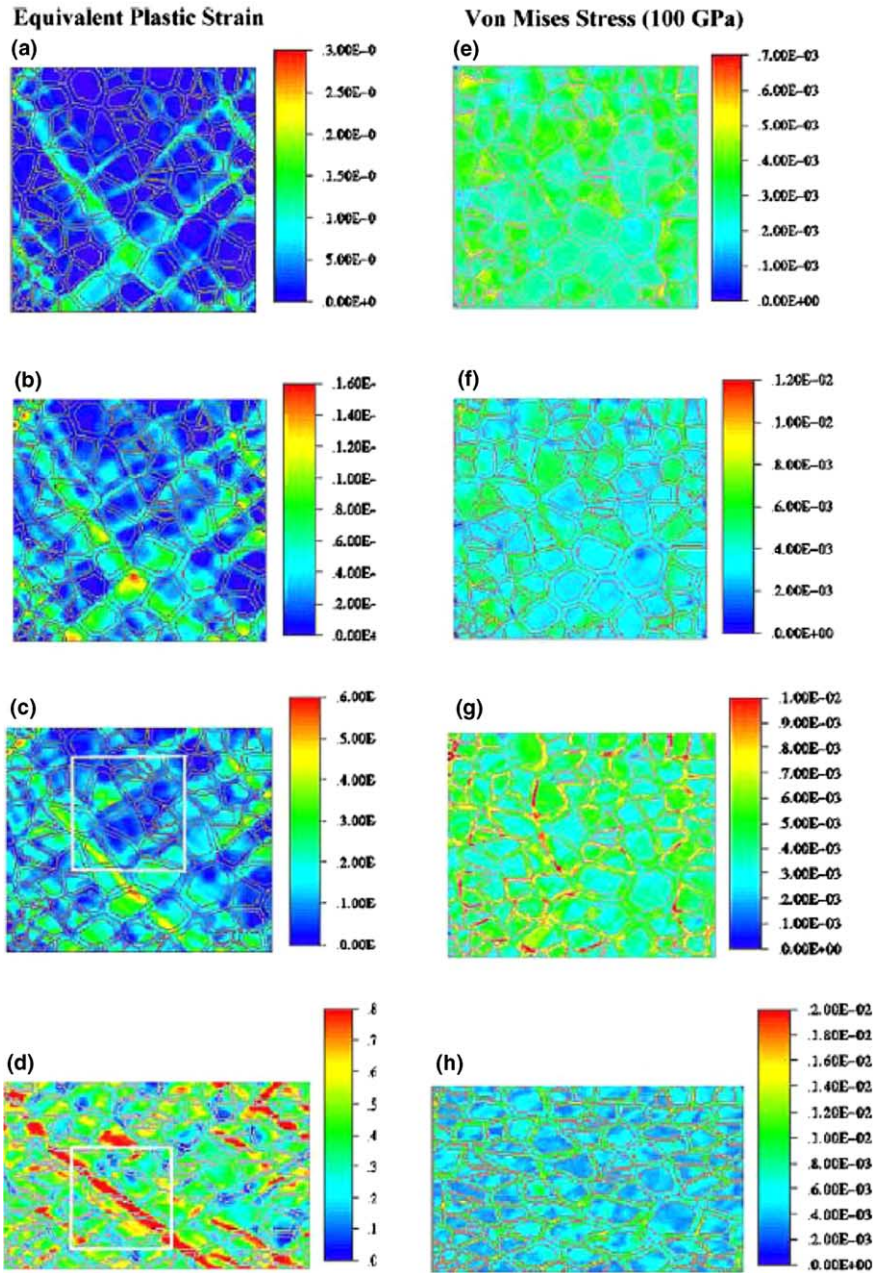 Equivalent Plastic Strain
Von Mises Stress (100 GPa)
(a)
.3.00E-0
.2.50E-0
.2.00E-0
.1.50E-0
.1.00E-0
5.00E-0
.0.00E+0
(e)
.7.00E-03
.6.00E-03
.5.00E-03
.4.00E-03
.3.00E-03
.2.00E-03
.1.00E-03
.0.00E+00
(b)
.1.60E-
.1.40E-
.1.20E-
.1.00E-
.8.00E-
.6.00E-
.4.00E-
.2.00E-
.0.00E+
(f)
.1.20E-02
.1.00E-02
.8.00E-03
.6.00E-03
.4.00E-03
.2.00E-03
.0.00E+00
(c)
.6.00E
.5.00E
.4.00E
.3.00E
.2.00E
.1.00E
.0.00E
(g)
.1.00E-02
.9.00E-03
.8.00E-03
.7.00E-03
.6.00E-03
.5.00E-03
.4.00E-03
.3.00E-03
.2.00E-03
.1.00E-03
.0.00E+00
(d)
.8
.7
.6
.5
.4
.3
.2
.1
.0
(h)
.2.00E-02
.1.80E-02
.1.60E-02
.1.40E-02
.1.20E-02
.1.00E-02
.8.00E-03
.6.00E-03
.4.00E-03
.2.00E-03
.0.00E+00